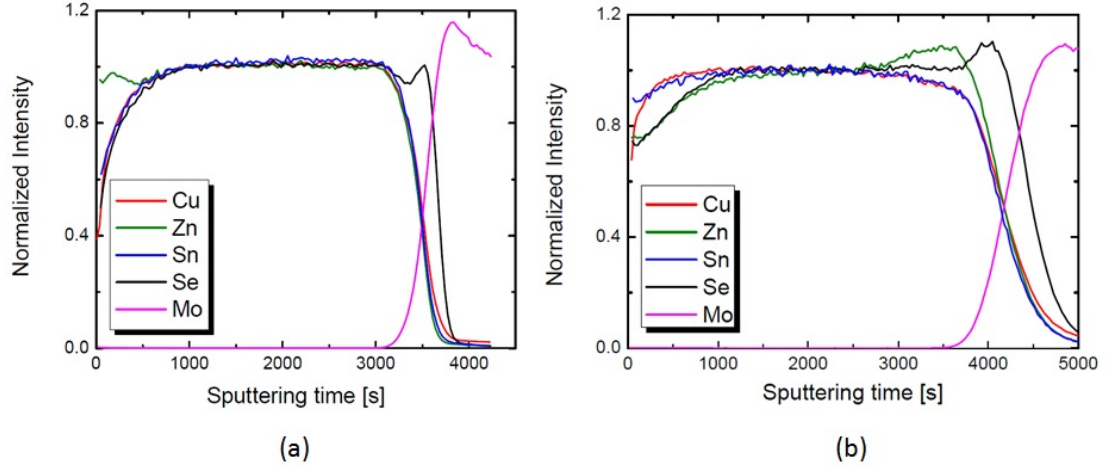 1.2
0.8
0.4
0.0
Normalized Intensity
Cu
Zn
Sn
Se
Mo
0 1000 2000 3000 4000
Sputtering time [s]
(a)
1.2
0.8
0.4
0.0
Normalized Intensity
Cu
Zn
Sn
Se
Mo
0 1000 2000 3000 4000 5000
Sputtering time [s]
(b)